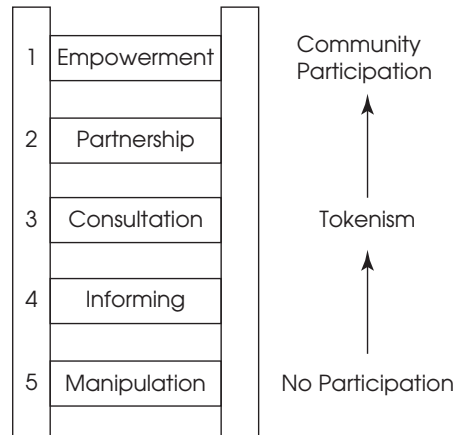 1 Empowerment
Community
Participation
2 Partnership
3 Consultation
Tokenism
4 Informing
5 Manipulation
No Participation